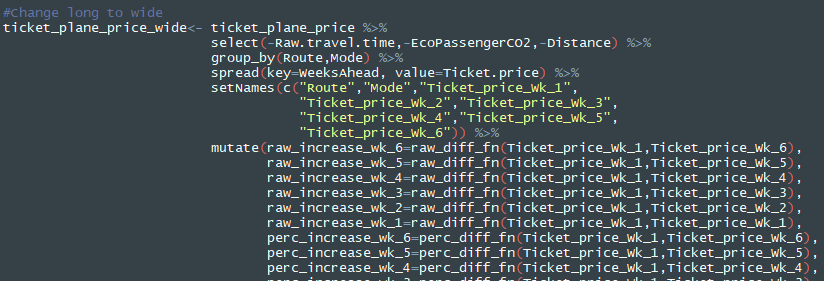 #Change long to wide
ticket_plane_price_wide<- ticket_plane_price %>%
select(-Raw.travel.time,-EcoPassengerCO2,-Distance) %>%
group_by(Route,Mode) %>%
spread(key=WeeksAhead, value=Ticket.price) %>%
setNames(c("Route","Mode","Ticket_price_Wk_1",
"Ticket_price_Wk_2","Ticket_price_Wk_3",
"Ticket_price_Wk_4","Ticket_price_Wk_5",
"Ticket_price_Wk_6")) %>%
mutate(raw_increase_wk_6=raw_diff_fn(Ticket_price_Wk_1,Ticket_price_Wk_6),
raw_increase_wk_5=raw_diff_fn(Ticket_price_Wk_1,Ticket_price_Wk_5),
raw_increase_wk_4=raw_diff_fn(Ticket_price_Wk_1,Ticket_price_Wk_4),
raw_increase_wk_3=raw_diff_fn(Ticket_price_Wk_1,Ticket_price_Wk_3),
raw_increase_wk_2=raw_diff_fn(Ticket_price_Wk_1,Ticket_price_Wk_2),
raw_increase_wk_1=raw_diff_fn(Ticket_price_Wk_1,Ticket_price_Wk_1),
perc_increase_wk_6=perc_diff_fn(Ticket_price_Wk_1,Ticket_price_Wk_6),
perc_increase_wk_5=perc_diff_fn(Ticket_price_Wk_1,Ticket_price_Wk_5),
perc_increase_wk_4=perc_diff_fn(Ticket_price_Wk_1,Ticket_price_Wk_4),